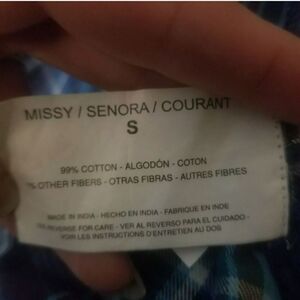 MISSY / SENORA / COURANT
S
99% COTTON - ALGODÓN - COTON
% OTHER FIBERS - OTRAS FIBRAS - AUTRES FIBRES
MADE IN INDIA - HECHO EN INDIA - FABRIQUE EN INDE
REVERSE FOR CARE - VER AL REVERSO PARA EL CUIDADO -
VOIR LES INSTRUCTIONS D'ENTRETIEN AU DOS